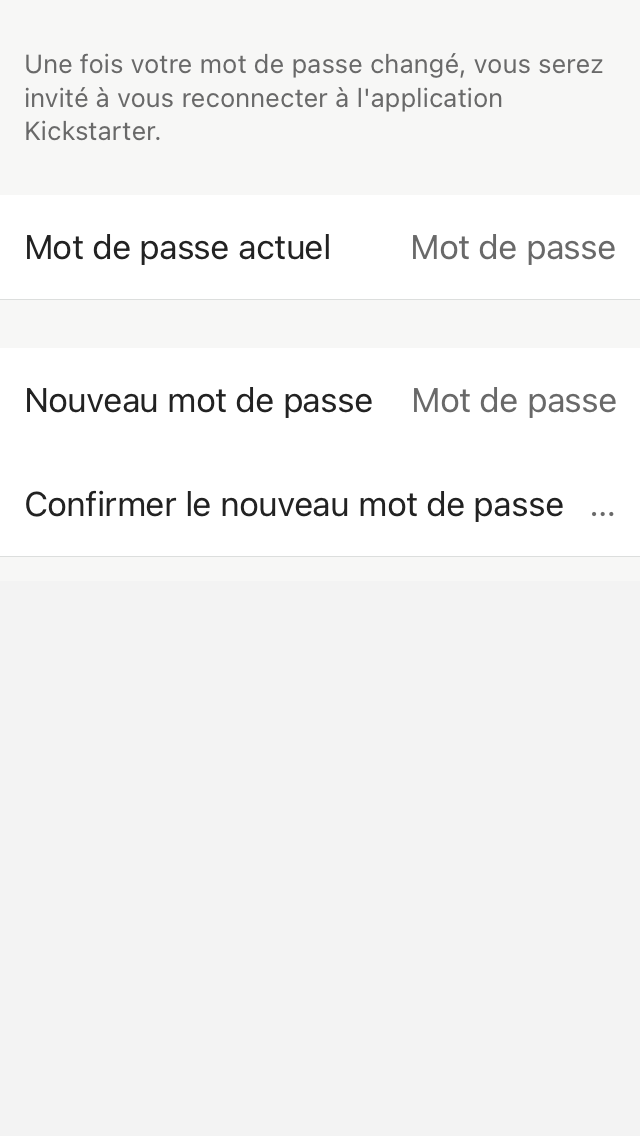 Une fois votre mot de passe changé, vous serez
invité à vous reconnecter à l'application
Kickstarter.
Mot de passe actuel Mot de passe
Nouveau mot de passe Mot de passe
Confirmer le nouveau mot de passe ...